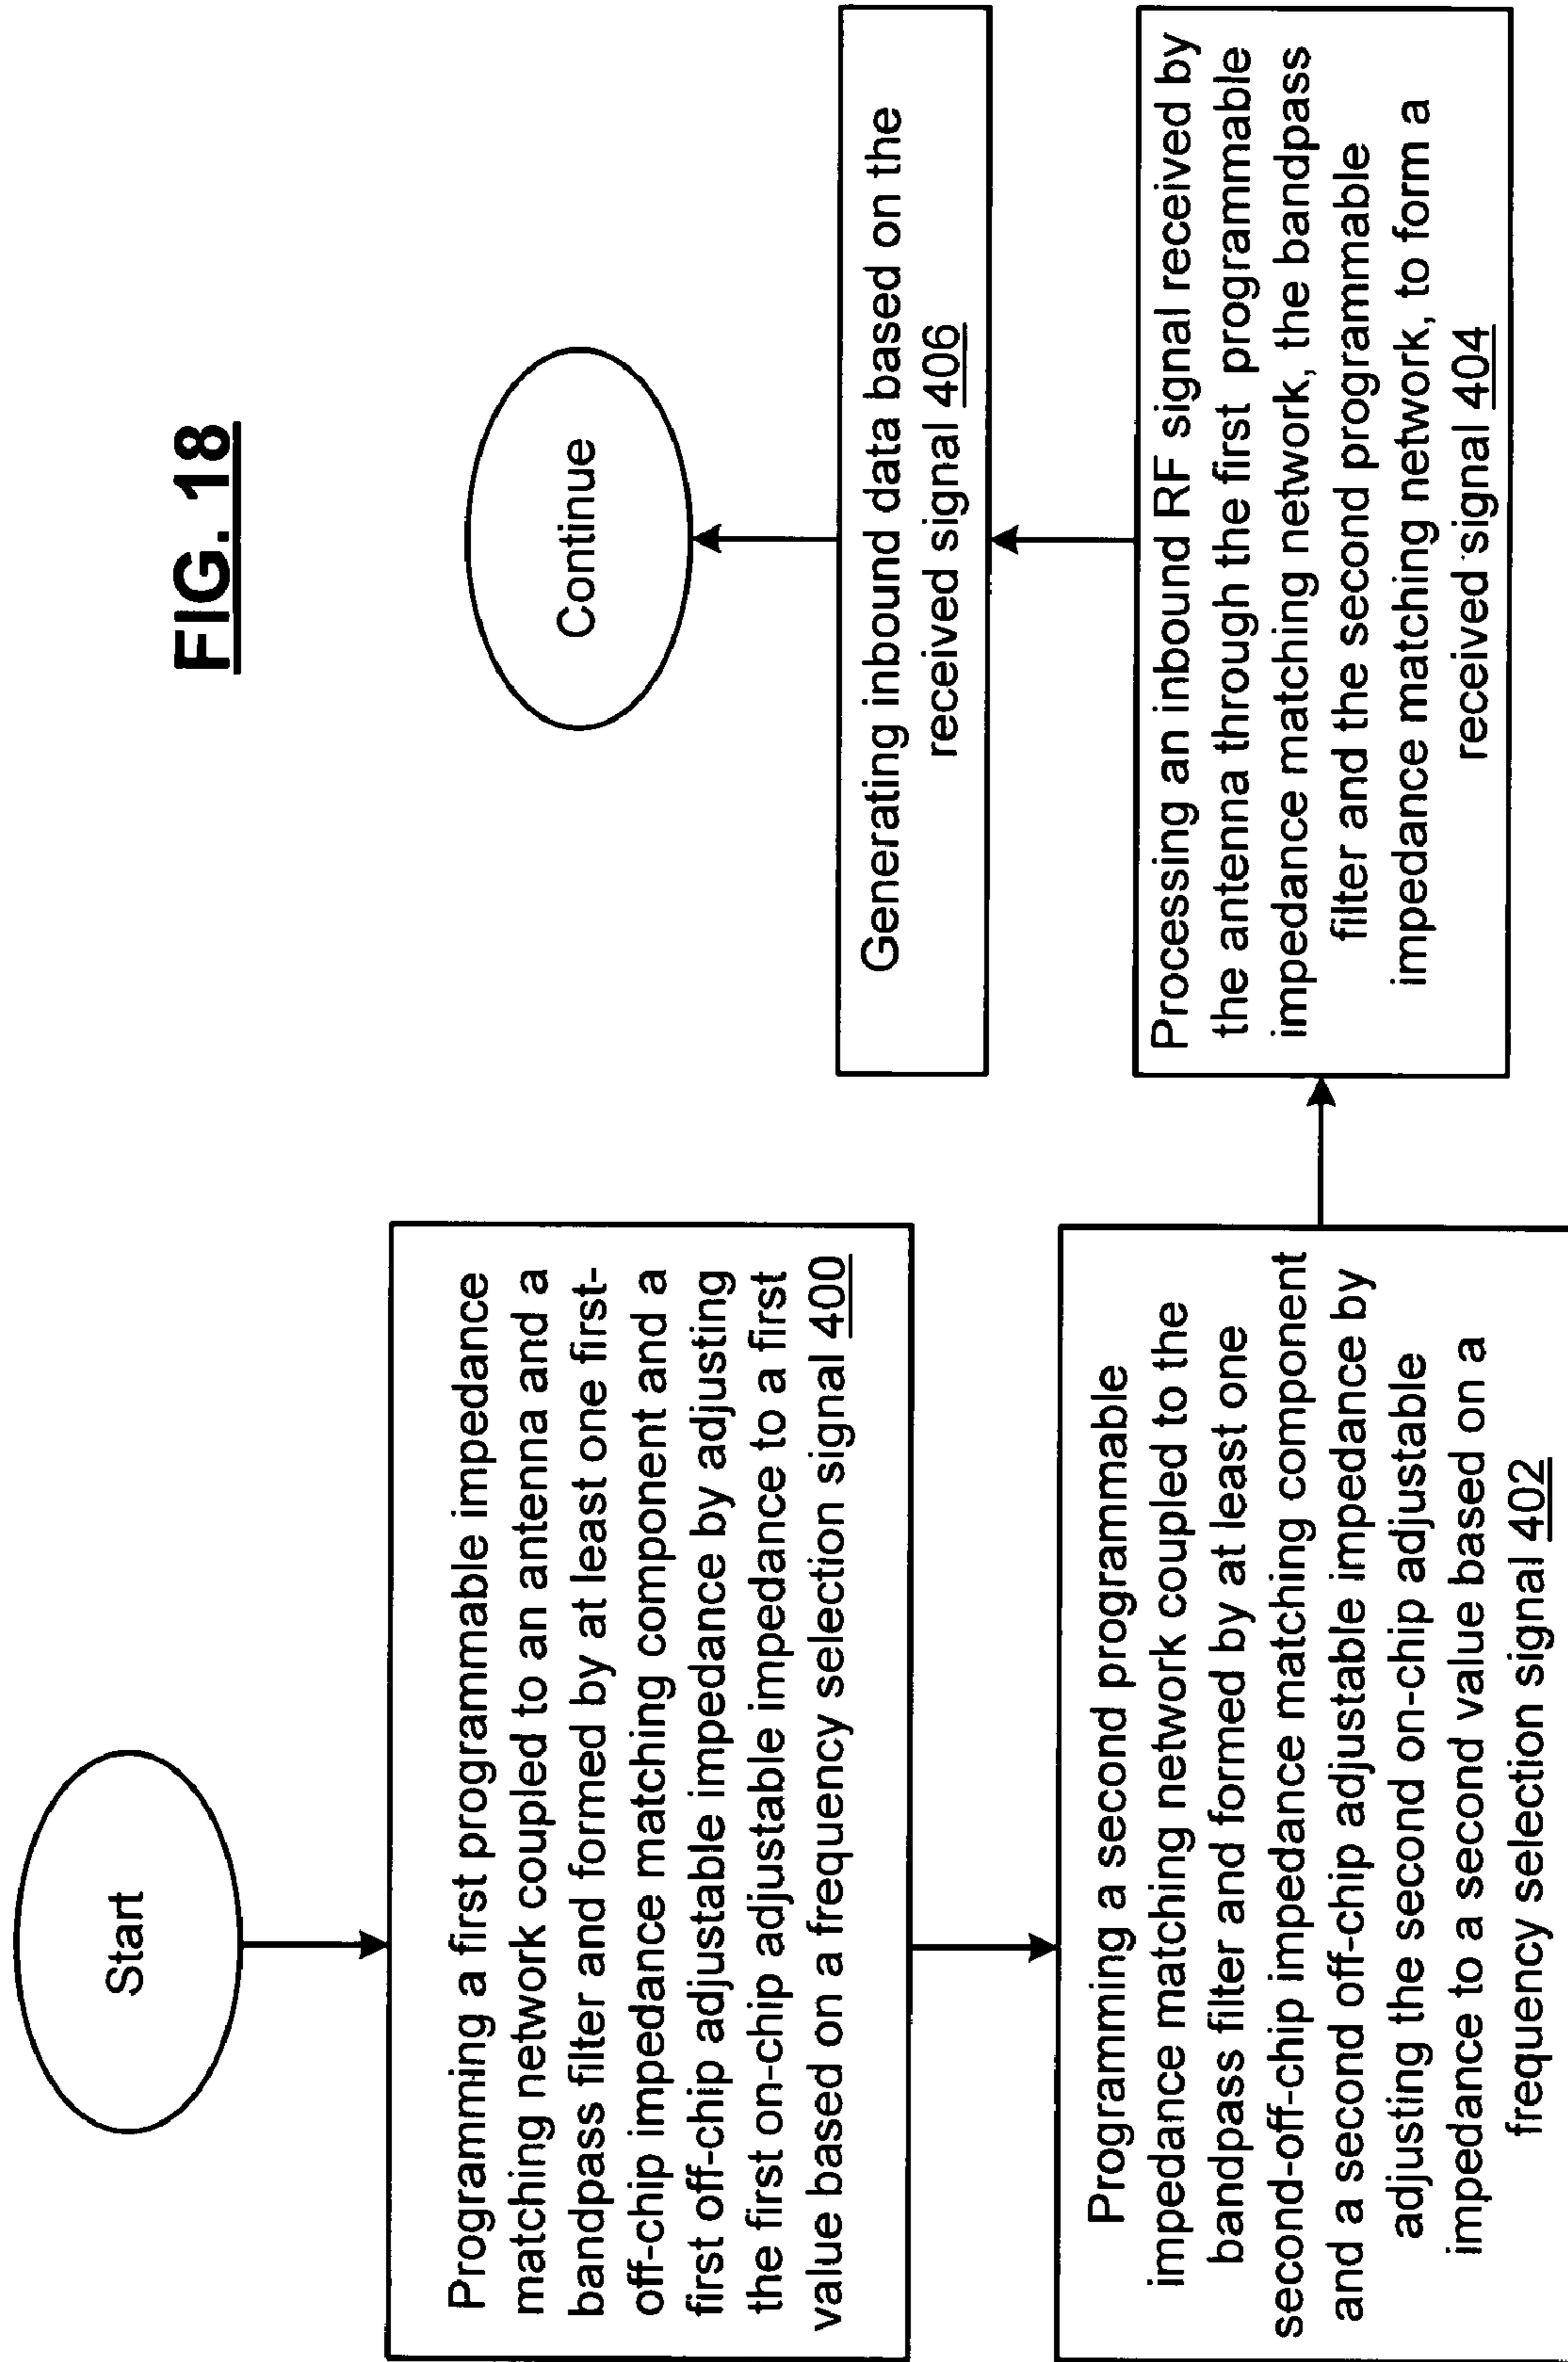 FIG. 18
Start
Programming a first programmable impedance
matching network coupled to an antenna and a
bandpass filter and formed by at least one first-
off-chip impedance matching component and a
first off-chip adjustable impedance by adjusting
the first on-chip adjustable impedance to a first
value based on a frequency selection signal 400
Programming a second programmable
impedance matching network coupled to the
bandpass filter and formed by at least one
second-off-chip impedance matching component
and a second off-chip adjustable impedance by
adjusting the second on-chip adjustable
impedance to a second value based on a
frequency selection signal 402
Processing an inbound RF signal received by
the antenna through the first programmable
impedance matching network, the bandpass
filter and the second programmable
impedance matching network, to form a
received signal 404
Generating inbound data based on the
received signal 406
Continue